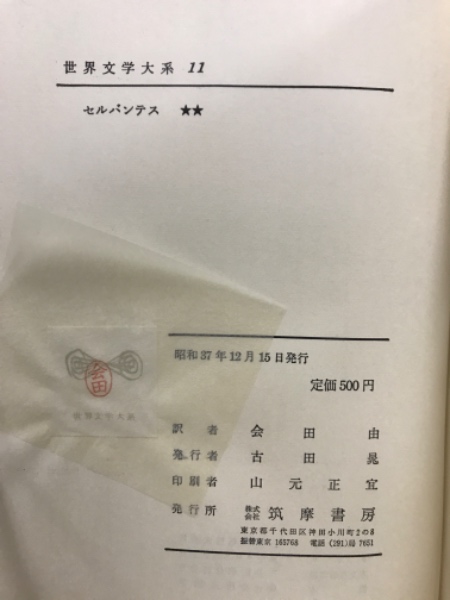 世界文学大系 11
セルバンテス ★★
昭和37年12月15日発行
定価500円
会田
世界文学大系
訳者 会田由
発行者 古田晁
印刷者 山元正宜
発行所 株式会社 筑摩書房
東京都千代田区神田小川町2の8
振替東京 165768 電話 (291)局 7651